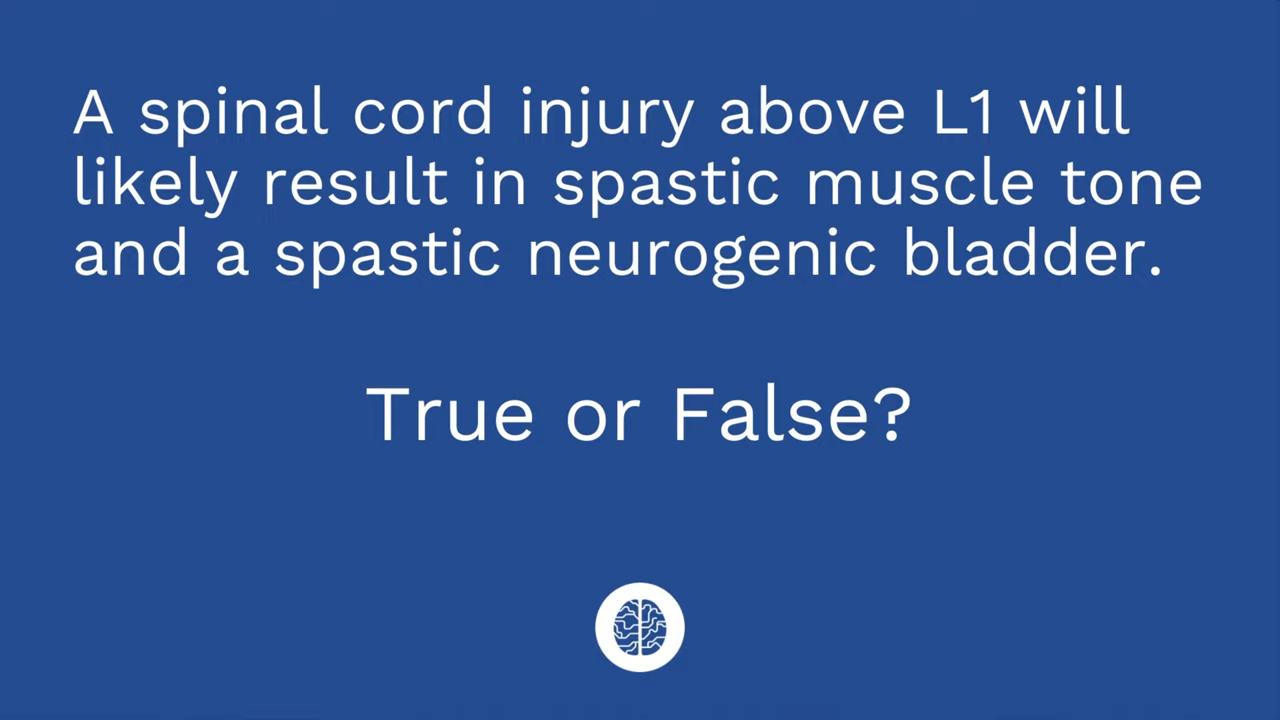 A spinal cord injury above L1 will
likely result in spastic muscle tone
and a spastic neurogenic bladder.
True or False?